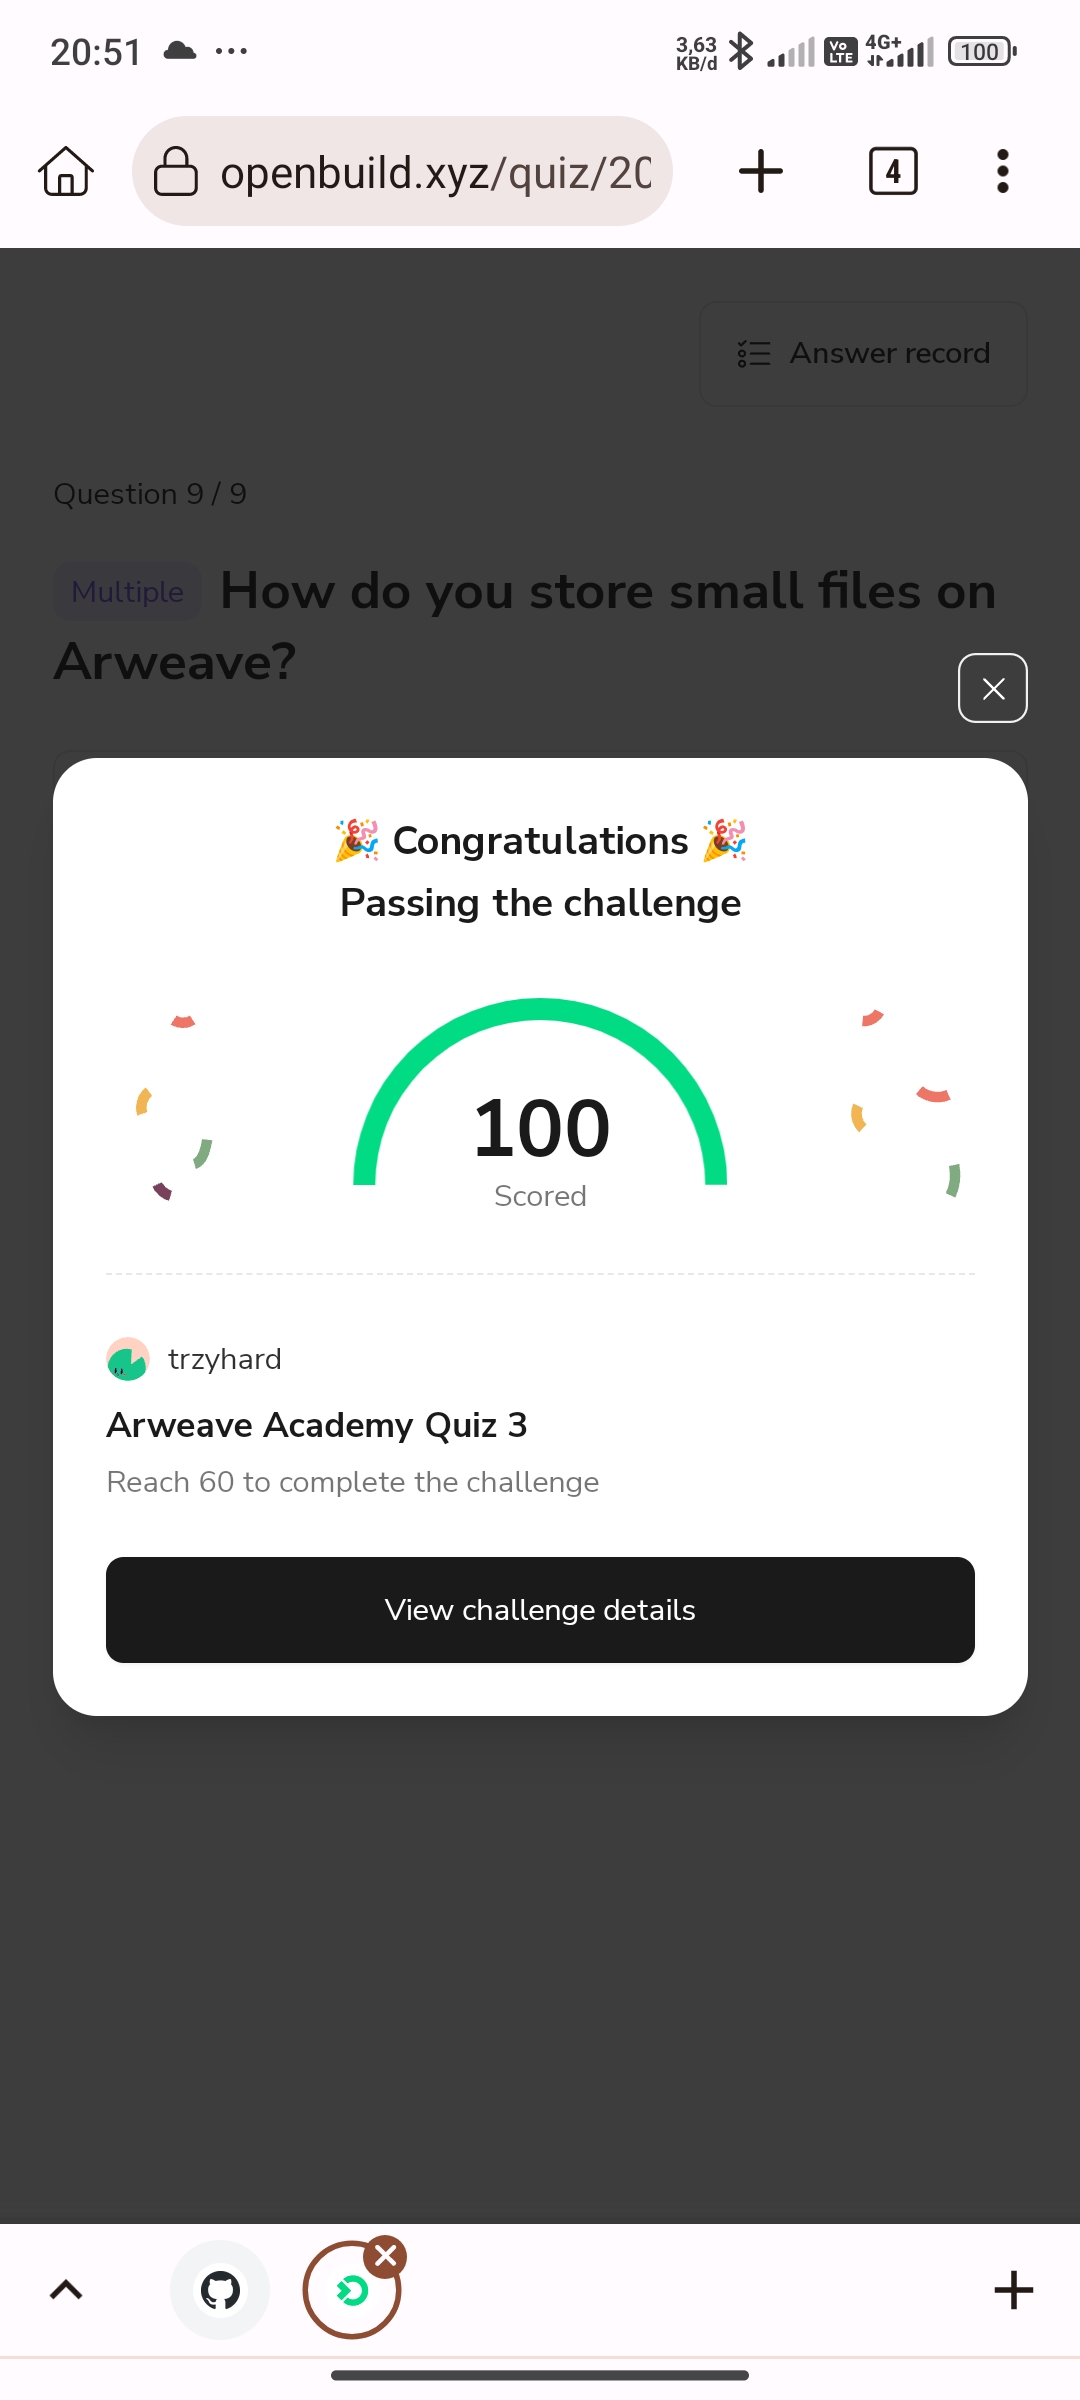 20:51
3,63
KB/d
Vo
LTE
4G+
100
openbuild.xyz/quiz/20
4
Answer record
Question 9 / 9
Multiple How do you store small files on
Arweave?
🎉 Congratulations 🎉
Passing the challenge
100
Scored
trzyhard
Arweave Academy Quiz 3
Reach 60 to complete the challenge
View challenge details